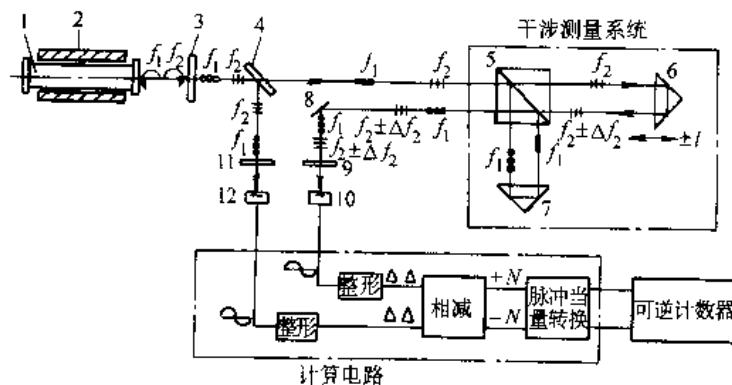 干涉测量系统
1
2
3
4
f₁
f₂
f₁
f₂
f₁
f₂
5
f₂
6
8
f₂
f₁
f₂±Δf₂
f₁
f₂±Δf₂
±l
f₁
f₂±Δf₂
f₁
f₁
11
9
12
10
7
整形
ΔΔ
相减
+N
−N
脉冲当量转换
可逆计数器
整形
ΔΔ
计算电路